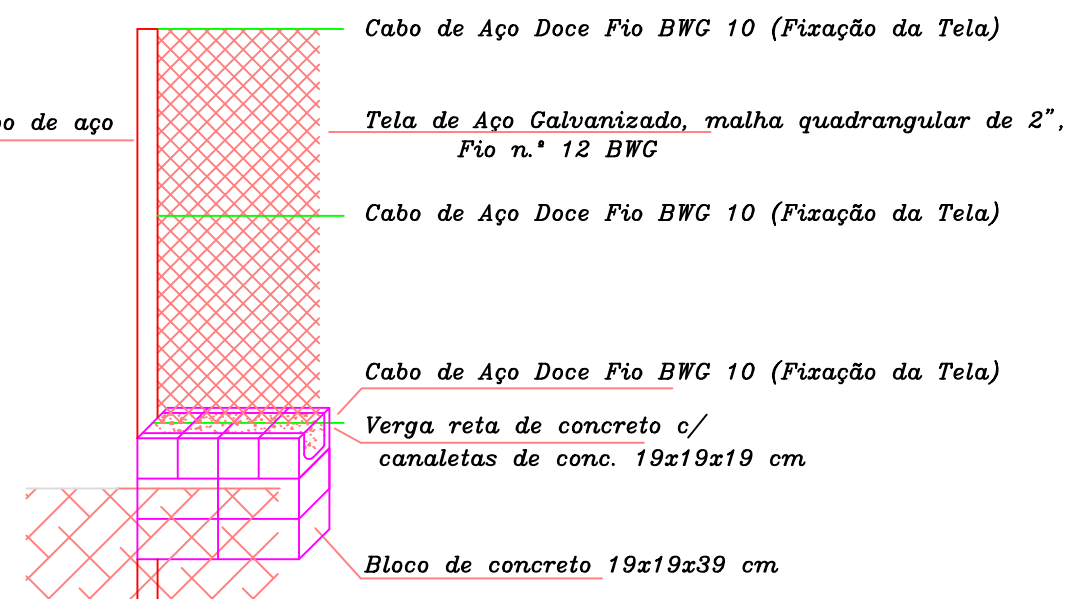 Cabo de Aço Doce Fio BWG 10 (Fixação da Tela)
de aço
Tela de Aço Galvanizado, malha quadrangular de 2",
Fio n.º 12 BWG
Cabo de Aço Doce Fio BWG 10 (Fixação da Tela)
Cabo de Aço Doce Fio BWG 10 (Fixação da Tela)
Verga reta de concreto c/
canaletas de conc. 19x19x19 cm
Bloco de concreto 19x19x39 cm